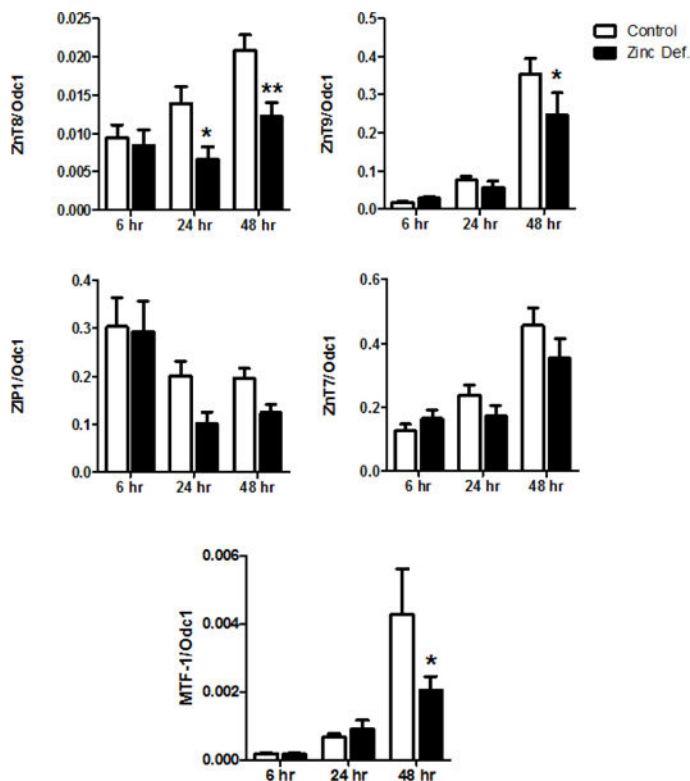 Control
Zinc Def.
ZnT8/Odc1
0.025
0.020
0.015
0.010
0.005
0.000
*
**
6 hr 24 hr 48 hr
ZnT9/Odc1
0.5
0.4
0.3
0.2
0.1
0.0
*
6 hr 24 hr 48 hr
ZIP1/Odc1
0.4
0.3
0.2
0.1
0.0
6 hr 24 hr 48 hr
ZnT7/Odc1
0.6
0.4
0.2
0.0
6 hr 24 hr 48 hr
MTF-1/Odc1
0.006
0.004
0.002
0.000
*
6 hr 24 hr 48 hr